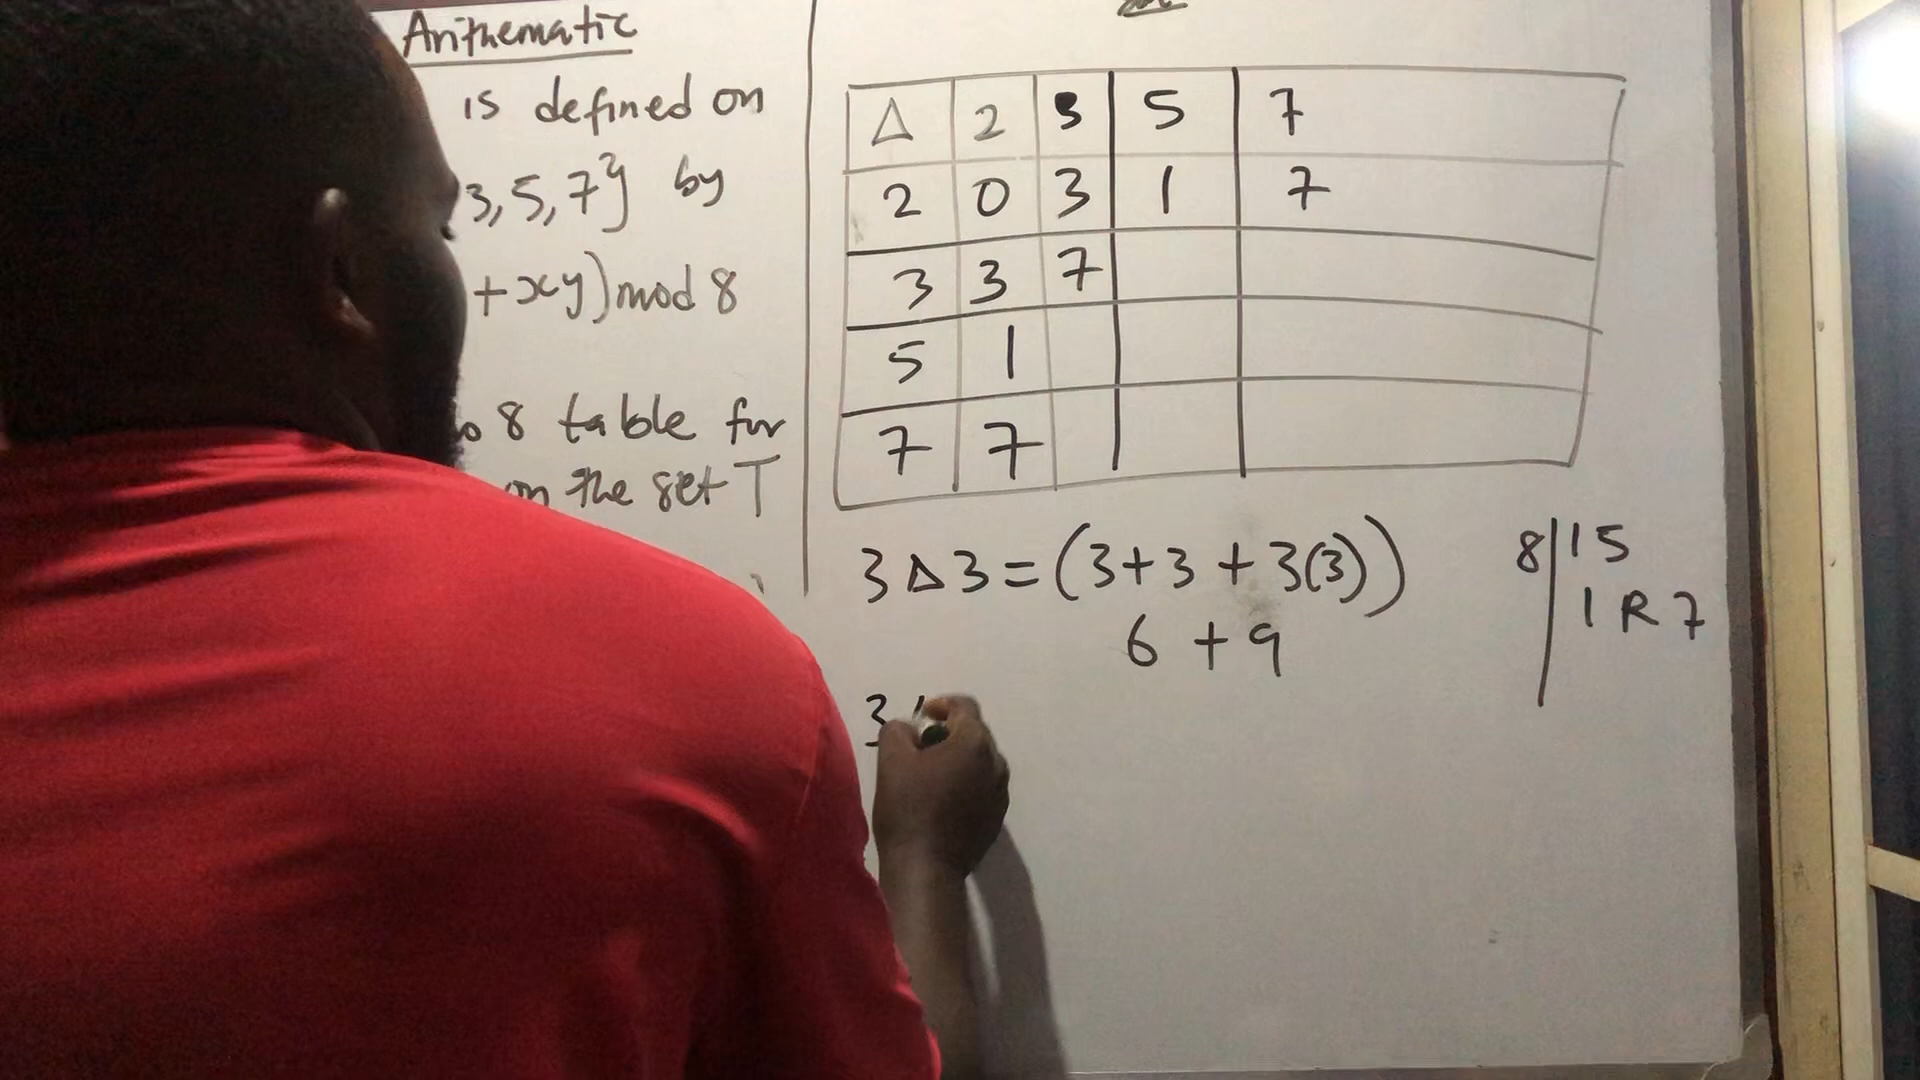 Arithematic
is defined on
3, 5, 7} by
+ xy) mod 8
8 table for
on the set T
Δ 2 3 5 7
2 0 3 1 7
3 3 7
5 1
7 7
3 Δ 3 = (3+3 + 3(3))
6 + 9
8 15
1 R 7
3